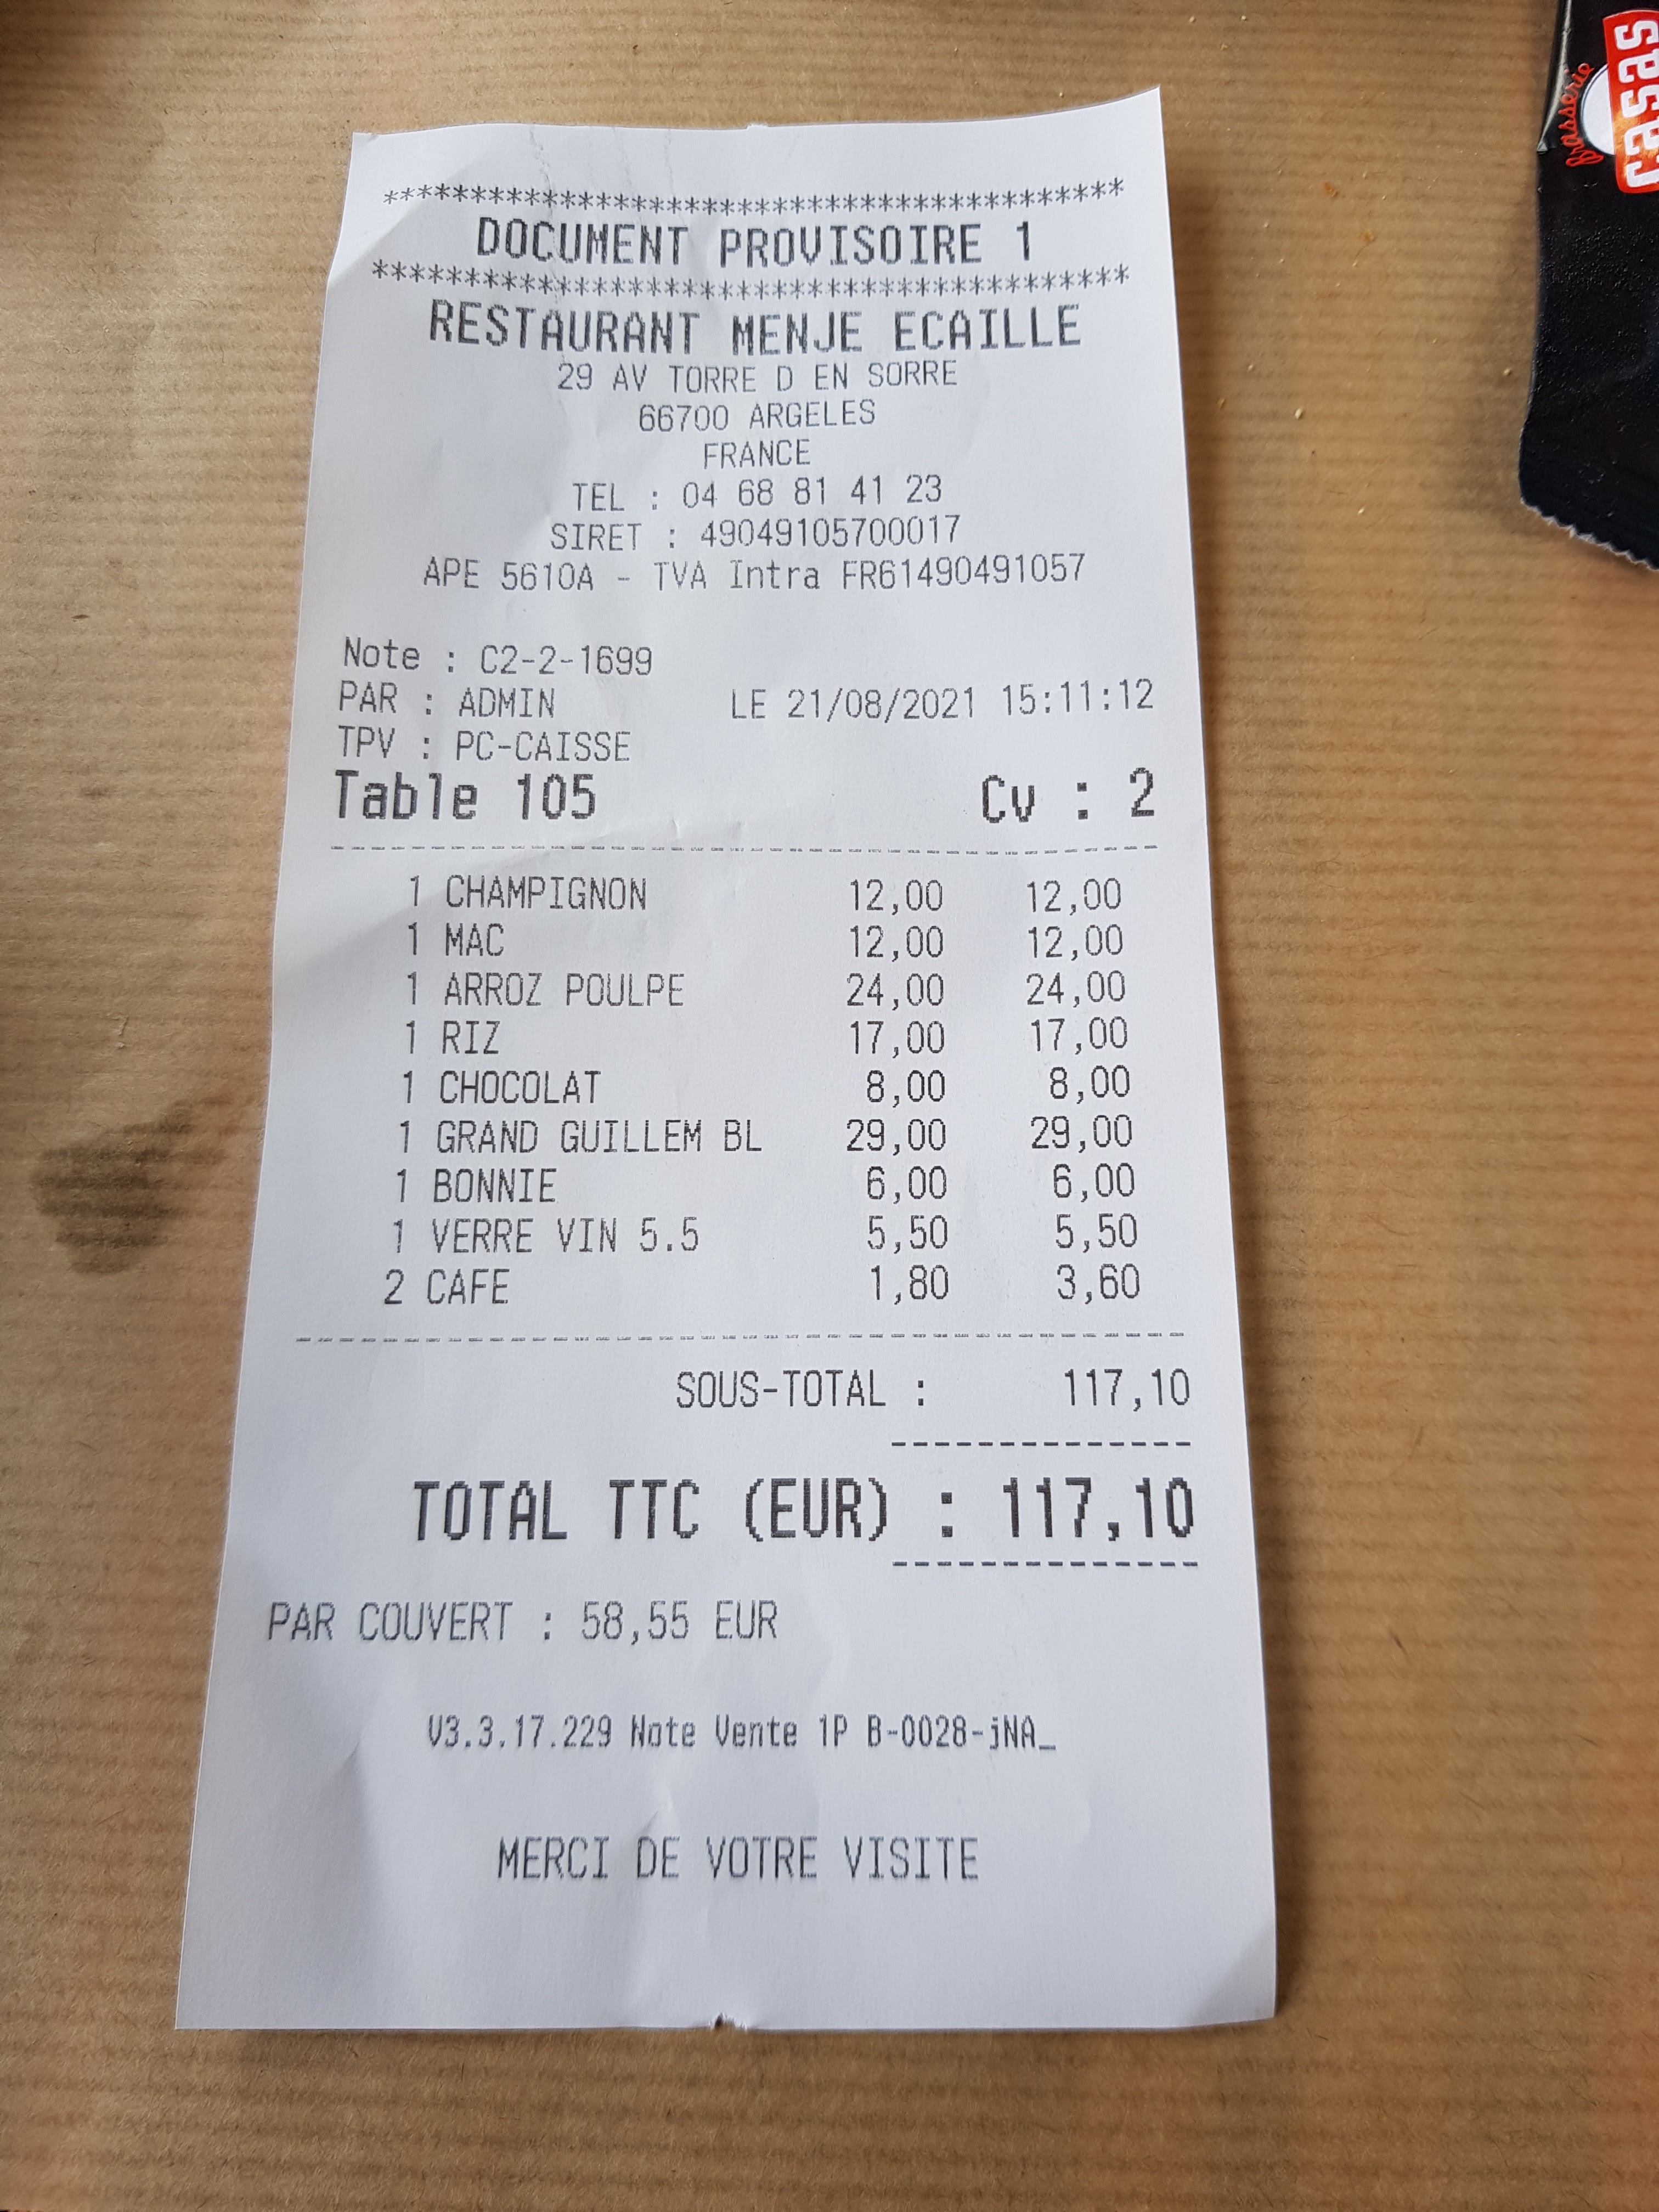 ****************************************
DOCUMENT PROVISOIRE 1
****************************************
RESTAURANT MENJE ECAILLE
29 AV TORRE D EN SORRE
66700 ARGELES
FRANCE
TEL : 04 68 81 41 23
SIRET : 49049105700017
APE 5610A - TVA Intra FR61490491057
Note : C2-2-1699
PAR : ADMIN LE 21/08/2021 15:11:12
TPV : PC-CAISSE
Table 105 Cv : 2
1 CHAMPIGNON 12,00 12,00
1 MAC 12,00 12,00
1 ARROZ POULPE 24,00 24,00
1 RIZ 17,00 17,00
1 CHOCOLAT 8,00 8,00
1 GRAND GUILLEM BL 29,00 29,00
1 BONNIE 6,00 6,00
1 VERRE VIN 5.5 5,50 5,50
2 CAFE 1,80 3,60
SOUS-TOTAL : 117,10
TOTAL TTC (EUR) : 117,10
PAR COUVERT : 58,55 EUR
V3.3.17.229 Note Vente 1P B-0028-jNA_
MERCI DE VOTRE VISITE
brasserie
casas